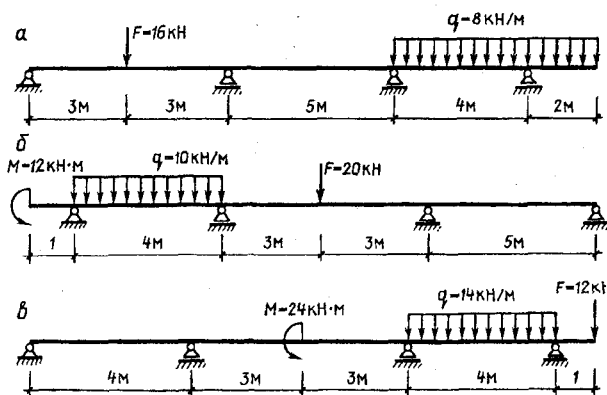 а
F=16кН
q=8кН/м
3м
3м
5м
4м
2м
б
М=12кН·м
q=10кН/м
F=20кН
1
4м
3м
3м
5м
в
М=24кН·м
q=14кН/м
F=12кН
4м
3м
3м
4м
1